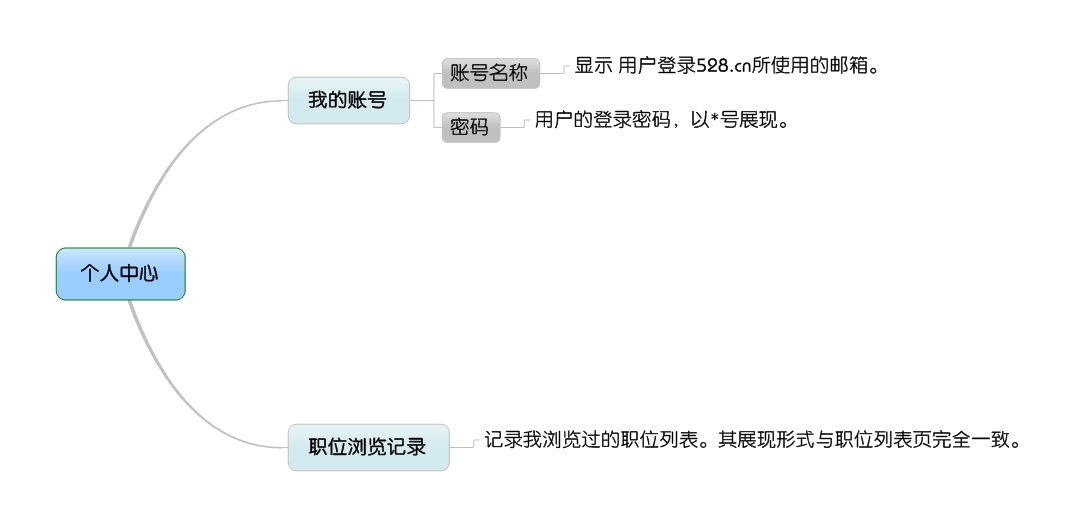 账号名称
显示 用户登录528.cn所使用的邮箱。
我的账号
密码
用户的登录密码，以*号展现。
个人中心
职位浏览记录
记录我浏览过的职位列表。其展现形式与职位列表页完全一致。